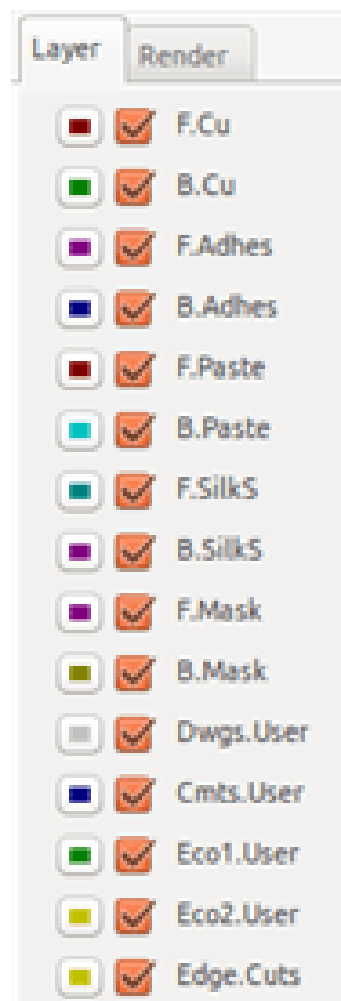 Layer Render
F.Cu
B.Cu
F.Adhes
B.Adhes
F.Paste
B.Paste
F.SilkS
B.SilkS
F.Mask
B.Mask
Dwgs.User
Cmts.User
Eco1.User
Eco2.User
Edge.Cuts